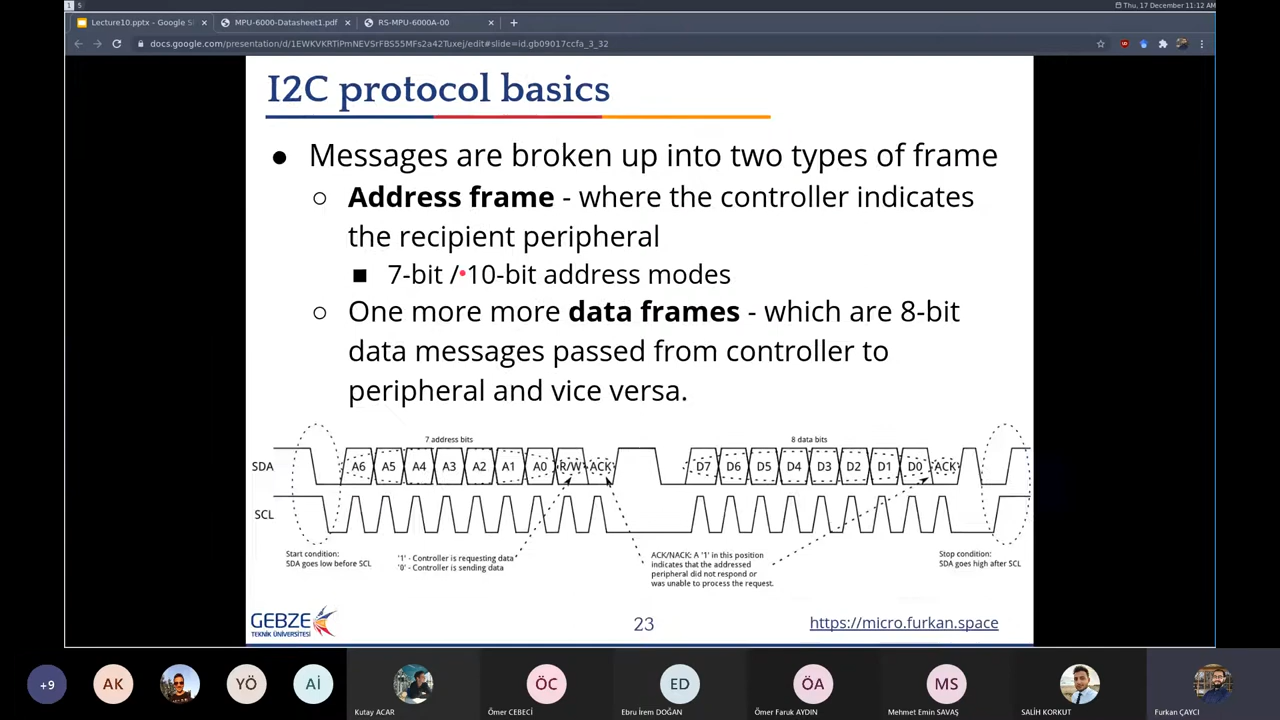 1 5
Thu, 17 December 11:12 AM
Lecture10.pptx - Google S
MPU-6000-Datasheet1.pdf
RS-MPU-6000A-00
docs.google.com/presentation/d/1EWKVKRTiPmNEVSrFBS55MFs2a42Tuxej/edit#slide=id.gb09017ccfa_3_32
I2C protocol basics
● Messages are broken up into two types of frame
○ Address frame - where the controller indicates
the recipient peripheral
■ 7-bit / 10-bit address modes
○ One more more data frames - which are 8-bit
data messages passed from controller to
peripheral and vice versa.
7 address bits
8 data bits
SDA A6 A5 A4 A3 A2 A1 A0 R/W ACK D7 D6 D5 D4 D3 D2 D1 D0 ACK
SCL
Start condition:
SDA goes low before SCL
'1' - Controller is requesting data
'0' - Controller is sending data
ACK/NACK: A '1' in this position
indicates that the addressed
peripheral did not respond or
was unable to process the request.
Stop condition:
SDA goes high after SCL
GEBZE
TEKNİK ÜNİVERSİTESİ
23
https://micro.furkan.space
+9
AK
YÖ
Aİ
Kutay ACAR
ÖC
Ömer CEBECİ
ED
Ebru İrem DOĞAN
ÖA
Ömer Faruk AYDIN
MS
Mehmet Emin SAVAŞ
SALİH KORKUT
Furkan ÇAYCI